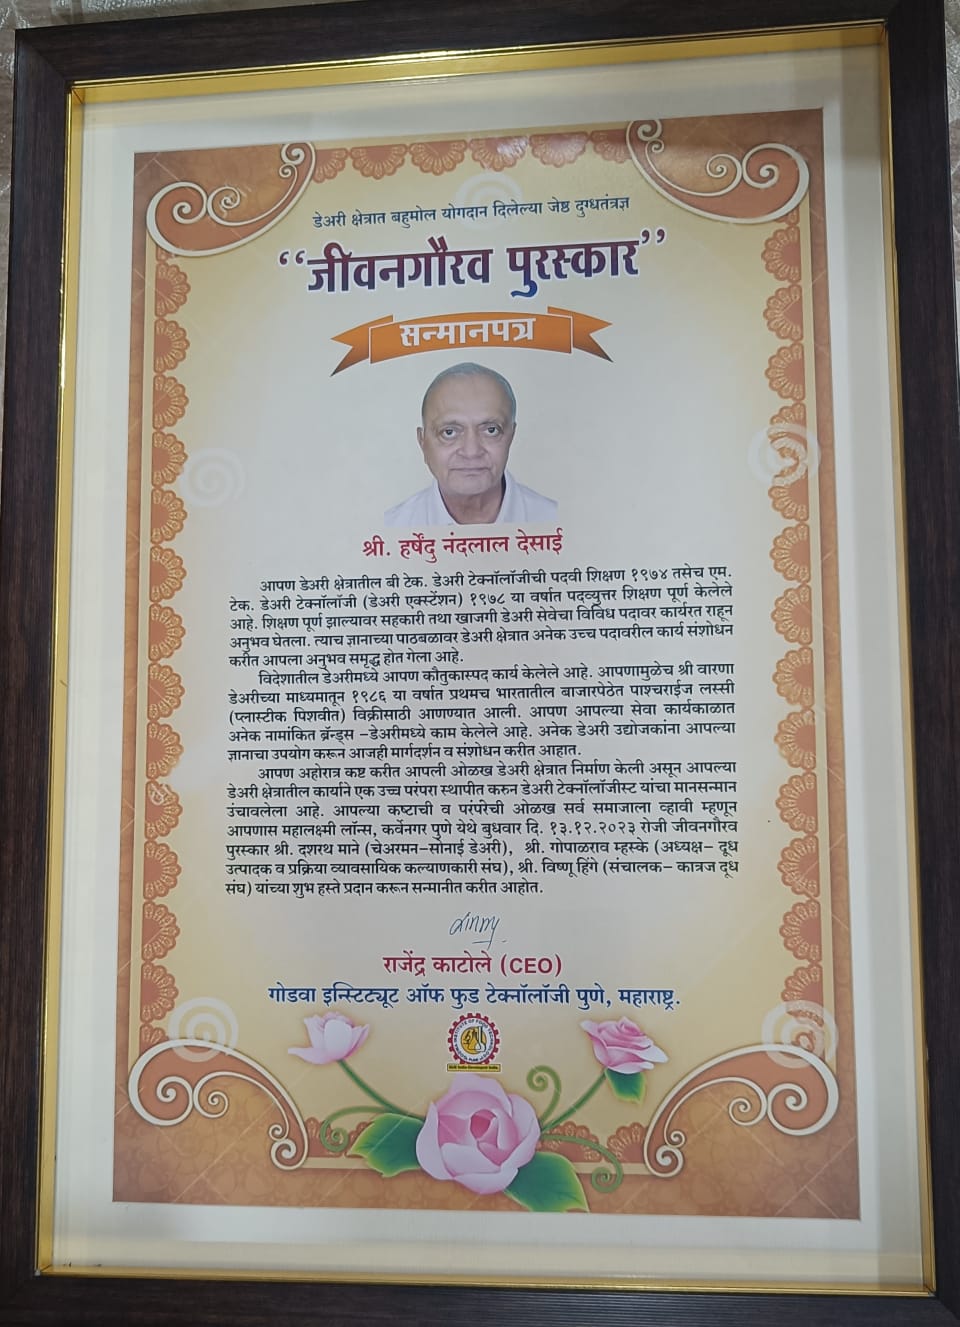 डेअरी क्षेत्रात बहुमोल योगदान दिलेल्या जेष्ठ दुग्धतंत्रज्ञ
“जीवनगौरव पुरस्कार”
सन्मानपत्र
श्री. हर्षेदु नंदलाल देसाई
आपण डेअरी क्षेत्रातील बी टेक. डेअरी टेक्नॉलॉजीची पदवी शिक्षण १९७४ तसेच एम.
टेक. डेअरी टेक्नॉलॉजी (डेअरी एक्स्टेंशन) १९७८ या वर्षात पदव्युत्तर शिक्षण पूर्ण केलेले
आहे. शिक्षण पूर्ण झाल्यावर सहकारी तथा खाजगी डेअरी सेवेचा विविध पदावर कार्यरत राहून
अनुभव घेतला. त्याच ज्ञानाच्या पाठबळावर डेअरी क्षेत्रात अनेक उच्च पदावरील कार्य संशोधन
करीत आपला अनुभव समृद्ध होत गेला आहे.
विदेशातील डेअरीमध्ये आपण कौतुकास्पद कार्य केलेले आहे. आपणामुळेच श्री वारणा
डेअरीच्या माध्यमातून १९८६ या वर्षात प्रथमच भारतातील बाजारपेठेत पाश्चराईज लस्सी
(प्लास्टीक पिशवीत) विक्रीसाठी आणण्यात आली. आपण आपल्या सेवा कार्यकाळात
अनेक नामांकित ब्रॅन्ड्स –डेअरीमध्ये काम केलेले आहे. अनेक डेअरी उद्योजकांना आपल्या
ज्ञानाचा उपयोग करून आजही मार्गदर्शन व संशोधन करीत आहात.
आपण अहोरात्र कष्ट करीत आपली ओळख डेअरी क्षेत्रात निर्माण केली असून आपल्या
डेअरी क्षेत्रातील कार्याने एक उच्च परंपरा स्थापीत करुन डेअरी टेक्नॉलॉजीस्ट यांचा मानसन्मान
उंचावलेला आहे. आपल्या कष्टाची व परंपरेची ओळख सर्व समाजाला व्हावी म्हणून
आपणास महालक्ष्मी लॉन्स, कर्वेनगर पुणे येथे बुधवार दि. १३.१२.२०२३ रोजी जीवनगौरव
पुरस्कार श्री. दशरथ माने (चेअरमन–सोनाई डेअरी), श्री. गोपाळराव म्हस्के (अध्यक्ष– दूध
उत्पादक व प्रक्रिया व्यावसायिक कल्याणकारी संघ), श्री. विष्णू हिंगे (संचालक– कात्रज दूध
संघ) यांच्या शुभ हस्ते प्रदान करून सन्मानीत करीत आहोत.
राजेंद्र काटोले (CEO)
गोडवा इन्स्टिट्यूट ऑफ फुड टेक्नॉलॉजी पुणे, महाराष्ट्र.